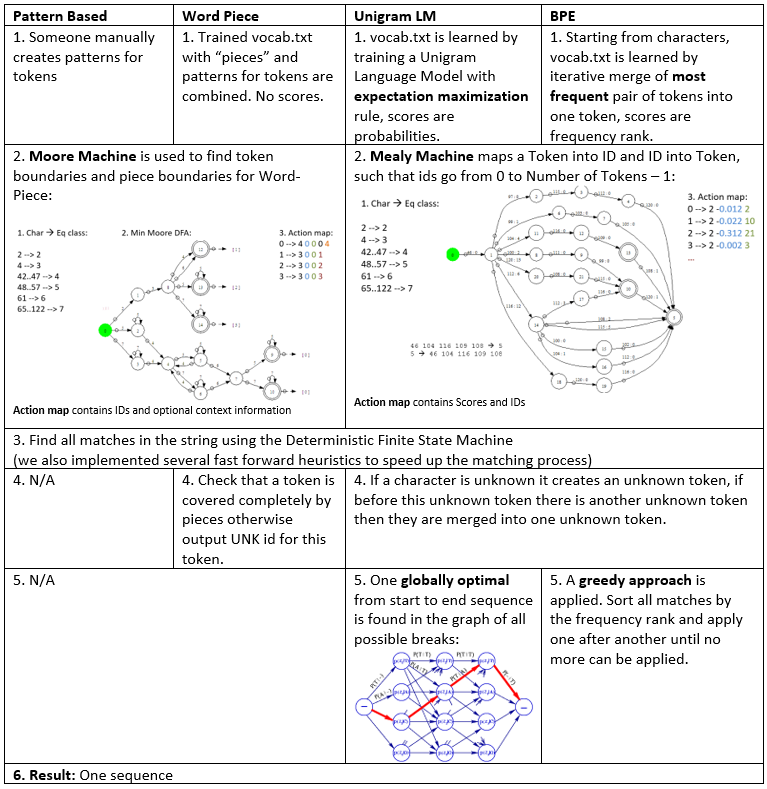 Pattern Based
Word Piece
Unigram LM
BPE
1. Someone manually
creates patterns for
tokens
1. Trained vocab.txt
with “pieces” and
patterns for tokens are
combined. No scores.
1. vocab.txt is learned by
training a Unigram
Language Model with
expectation maximization
rule, scores are
probabilities.
1. Starting from characters,
vocab.txt is learned by
iterative merge of most
frequent pair of tokens into
one token, scores are
frequency rank.
2. Moore Machine is used to find token
boundaries and piece boundaries for Word-
Piece:
1. Char → Eq class:
2 --> 2
4 --> 3
42..47 --> 4
48..57 --> 5
61 --> 6
65..122 --> 7
2. Min Moore DFA:
3. Action map:
0 --> 4 0 0 0 4
1 --> 3 0 0 1
2 --> 3 0 0 2
3 --> 3 0 0 3
Action map contains IDs and optional context information
2. Mealy Machine maps a Token into ID and ID into Token,
such that ids go from 0 to Number of Tokens – 1:
1. Char → Eq class:
2 --> 2
4 --> 3
42..47 --> 4
48..57 --> 5
61 --> 6
65..122 --> 7
46 104 116 109 108 → 5
5 → 46 104 116 109 108
3. Action map:
0 --> 2 -0.012 2
1 --> 2 -0.022 10
2 --> 2 -0.312 21
3 --> 2 -0.002 3
...
Action map contains Scores and IDs
3. Find all matches in the string using the Deterministic Finite State Machine
(we also implemented several fast forward heuristics to speed up the matching process)
4. N/A
4. Check that a token is
covered completely by
pieces otherwise
output UNK id for this
token.
4. If a character is unknown it creates an unknown token, if
before this unknown token there is another unknown token
then they are merged into one unknown token.
5. N/A
5. One globally optimal
from start to end sequence
is found in the graph of all
possible breaks:
5. A greedy approach is
applied. Sort all matches by
the frequency rank and apply
one after another until no
more can be applied.
6. Result: One sequence